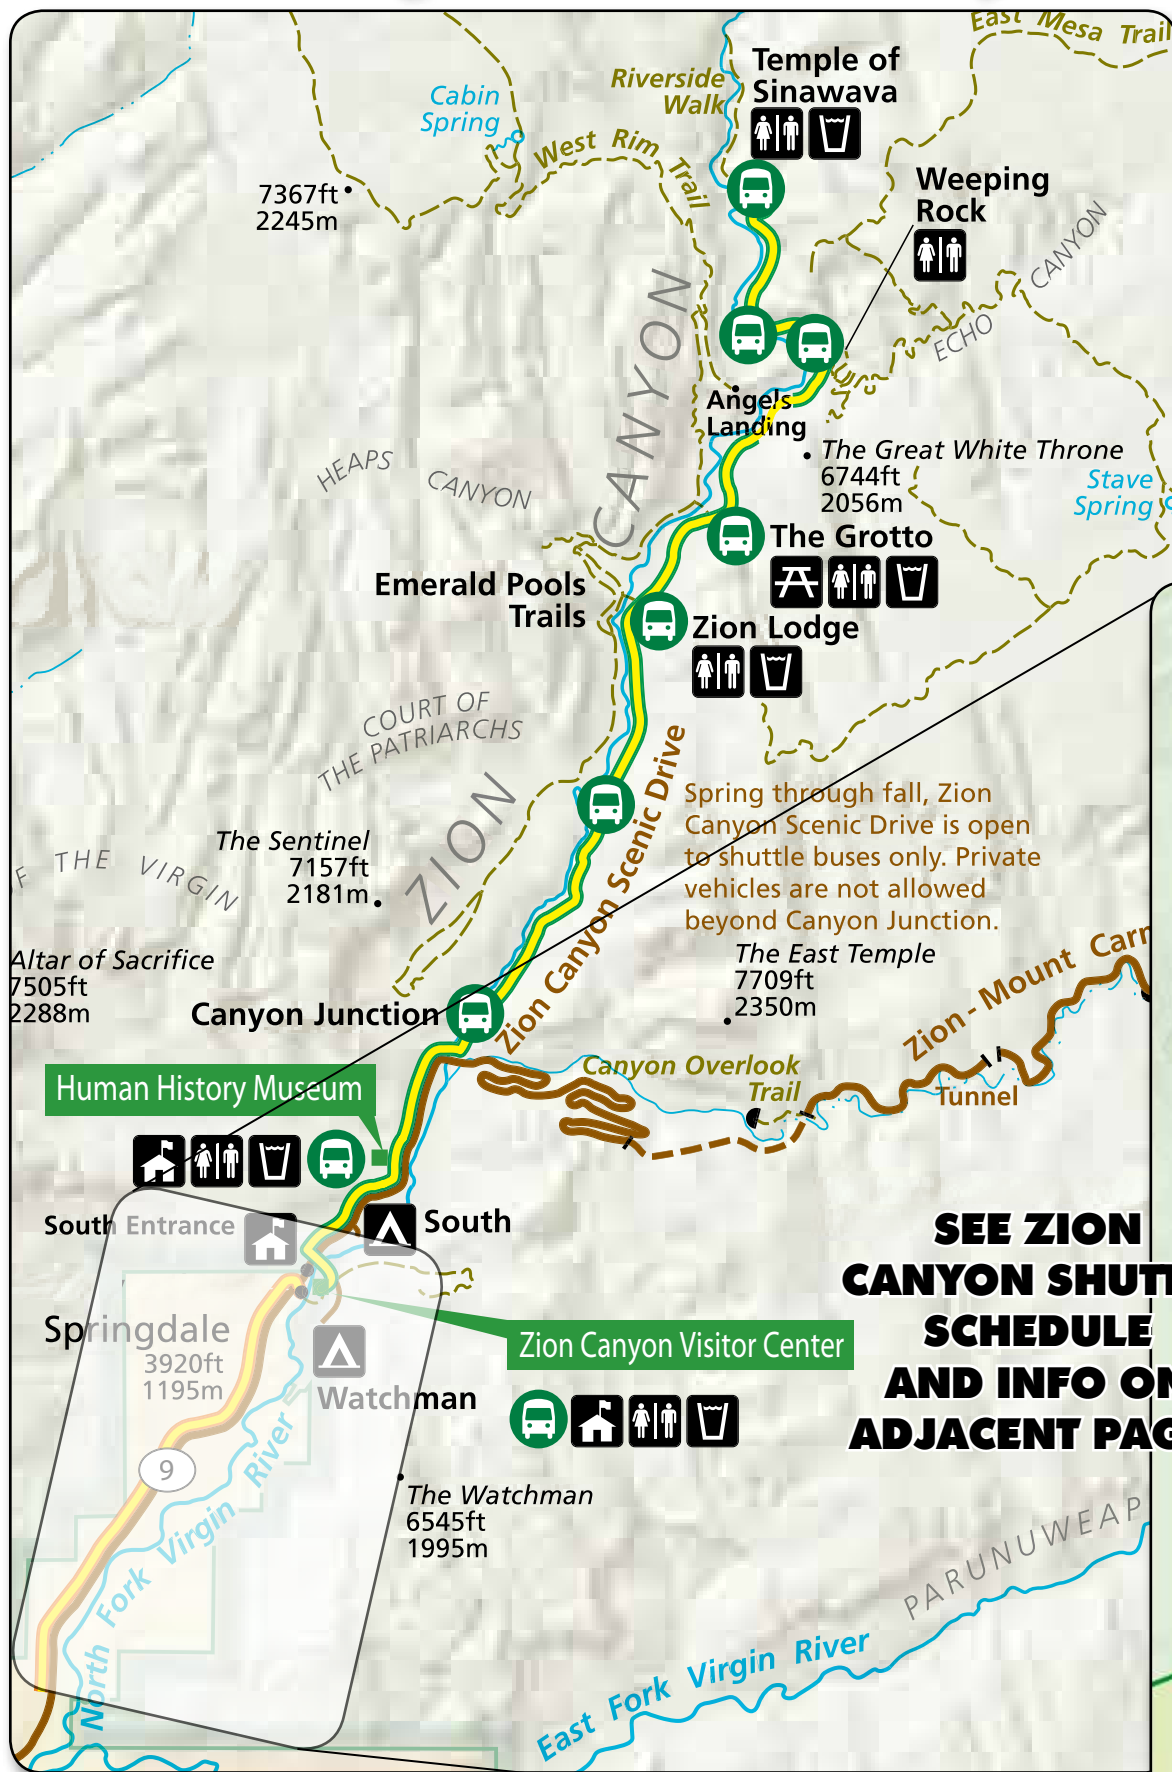 East Mesa Trail
Temple of
Sinawava
Riverside
Walk
Cabin
Spring
West Rim Trail
7367ft
2245m
Weeping
Rock
CANYON
ECHO
CANYON
Angels
Landing
The Great White Throne
6744ft
2056m
HEAPS CANYON
Stave
Spring
The Grotto
Emerald Pools
Trails
Zion Lodge
COURT OF
THE PATRIARCHS
Zion Canyon Scenic Drive
ZION
Spring through fall, Zion
Canyon Scenic Drive is open
to shuttle buses only. Private
vehicles are not allowed
beyond Canyon Junction.
The Sentinel
7157ft
2181m
OF THE VIRGIN
Altar of Sacrifice
7505ft
2288m
The East Temple
7709ft
2350m
Zion - Mount Carm
Canyon Junction
Canyon Overlook
Trail
Tunnel
Human History Museum
South Entrance
South
SEE ZION
CANYON SHUTT
SCHEDULE
AND INFO ON
ADJACENT PAG
Springdale
3920ft
1195m
Zion Canyon Visitor Center
Watchman
9
The Watchman
6545ft
1995m
North Fork Virgin River
PARUNUWEAP
East Fork Virgin River